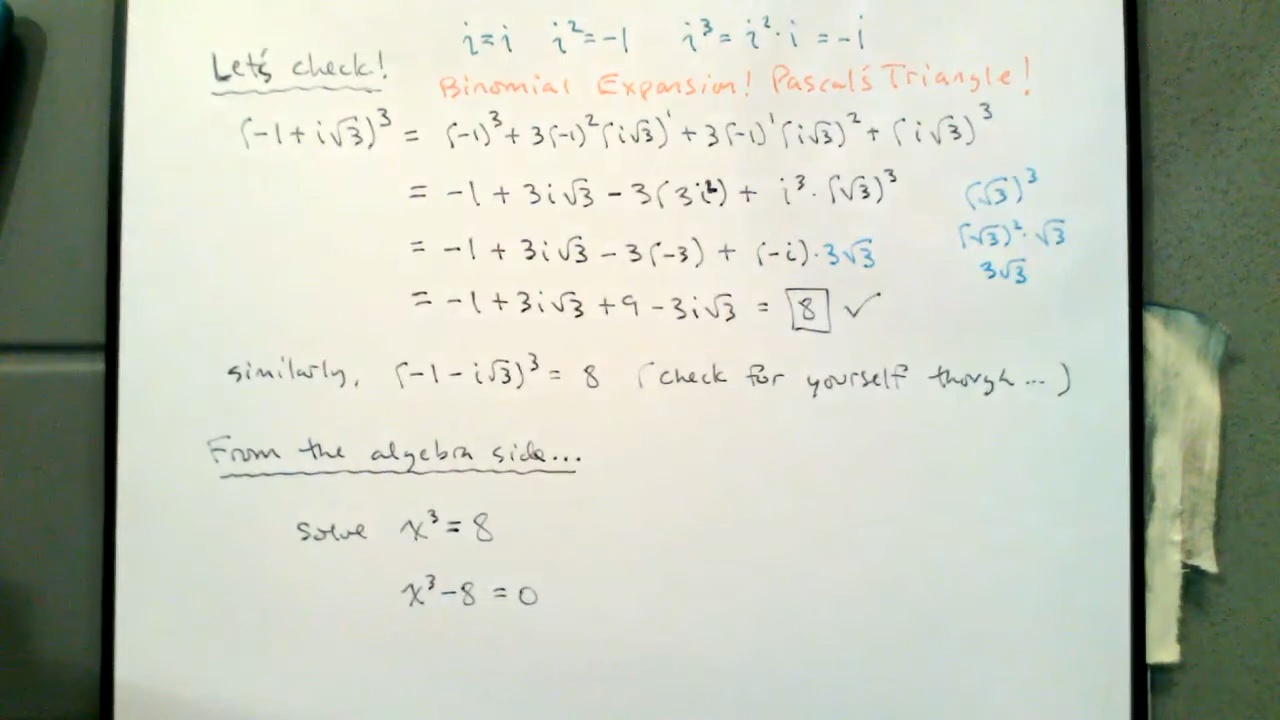 i=i i²=-1 i³=i²·i=-i
Let's check!
Binomial Expansion! Pascal's Triangle!
(-1+i√3)³ = (-1)³+3(-1)²(i√3)¹+3(-1)¹(i√3)²+(i√3)³
= -1+3i√3-3(3i²)+i³·(√3)³
(√3)³
(√3)²·√3
= -1+3i√3-3(-3)+(-i)·3√3
3√3
= -1+3i√3+9-3i√3 = 8 ✓
similarly, (-1-i√3)³=8 (check for yourself though...)
From the algebra side...
solve x³=8
x³-8=0